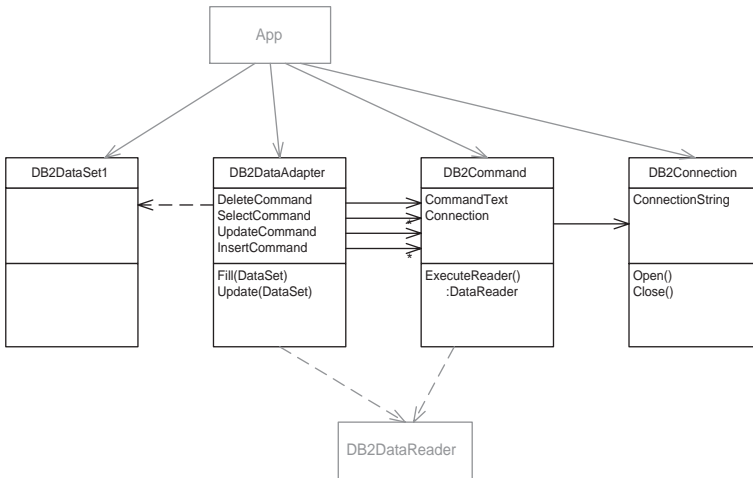 App
DB2DataSet1
DB2DataAdapter
DeleteCommand
SelectCommand
UpdateCommand
InsertCommand
Fill(DataSet)
Update(DataSet)
*
*
DB2Command
CommandText
Connection
ExecuteReader()
:DataReader
DB2Connection
ConnectionString
Open()
Close()
DB2DataReader